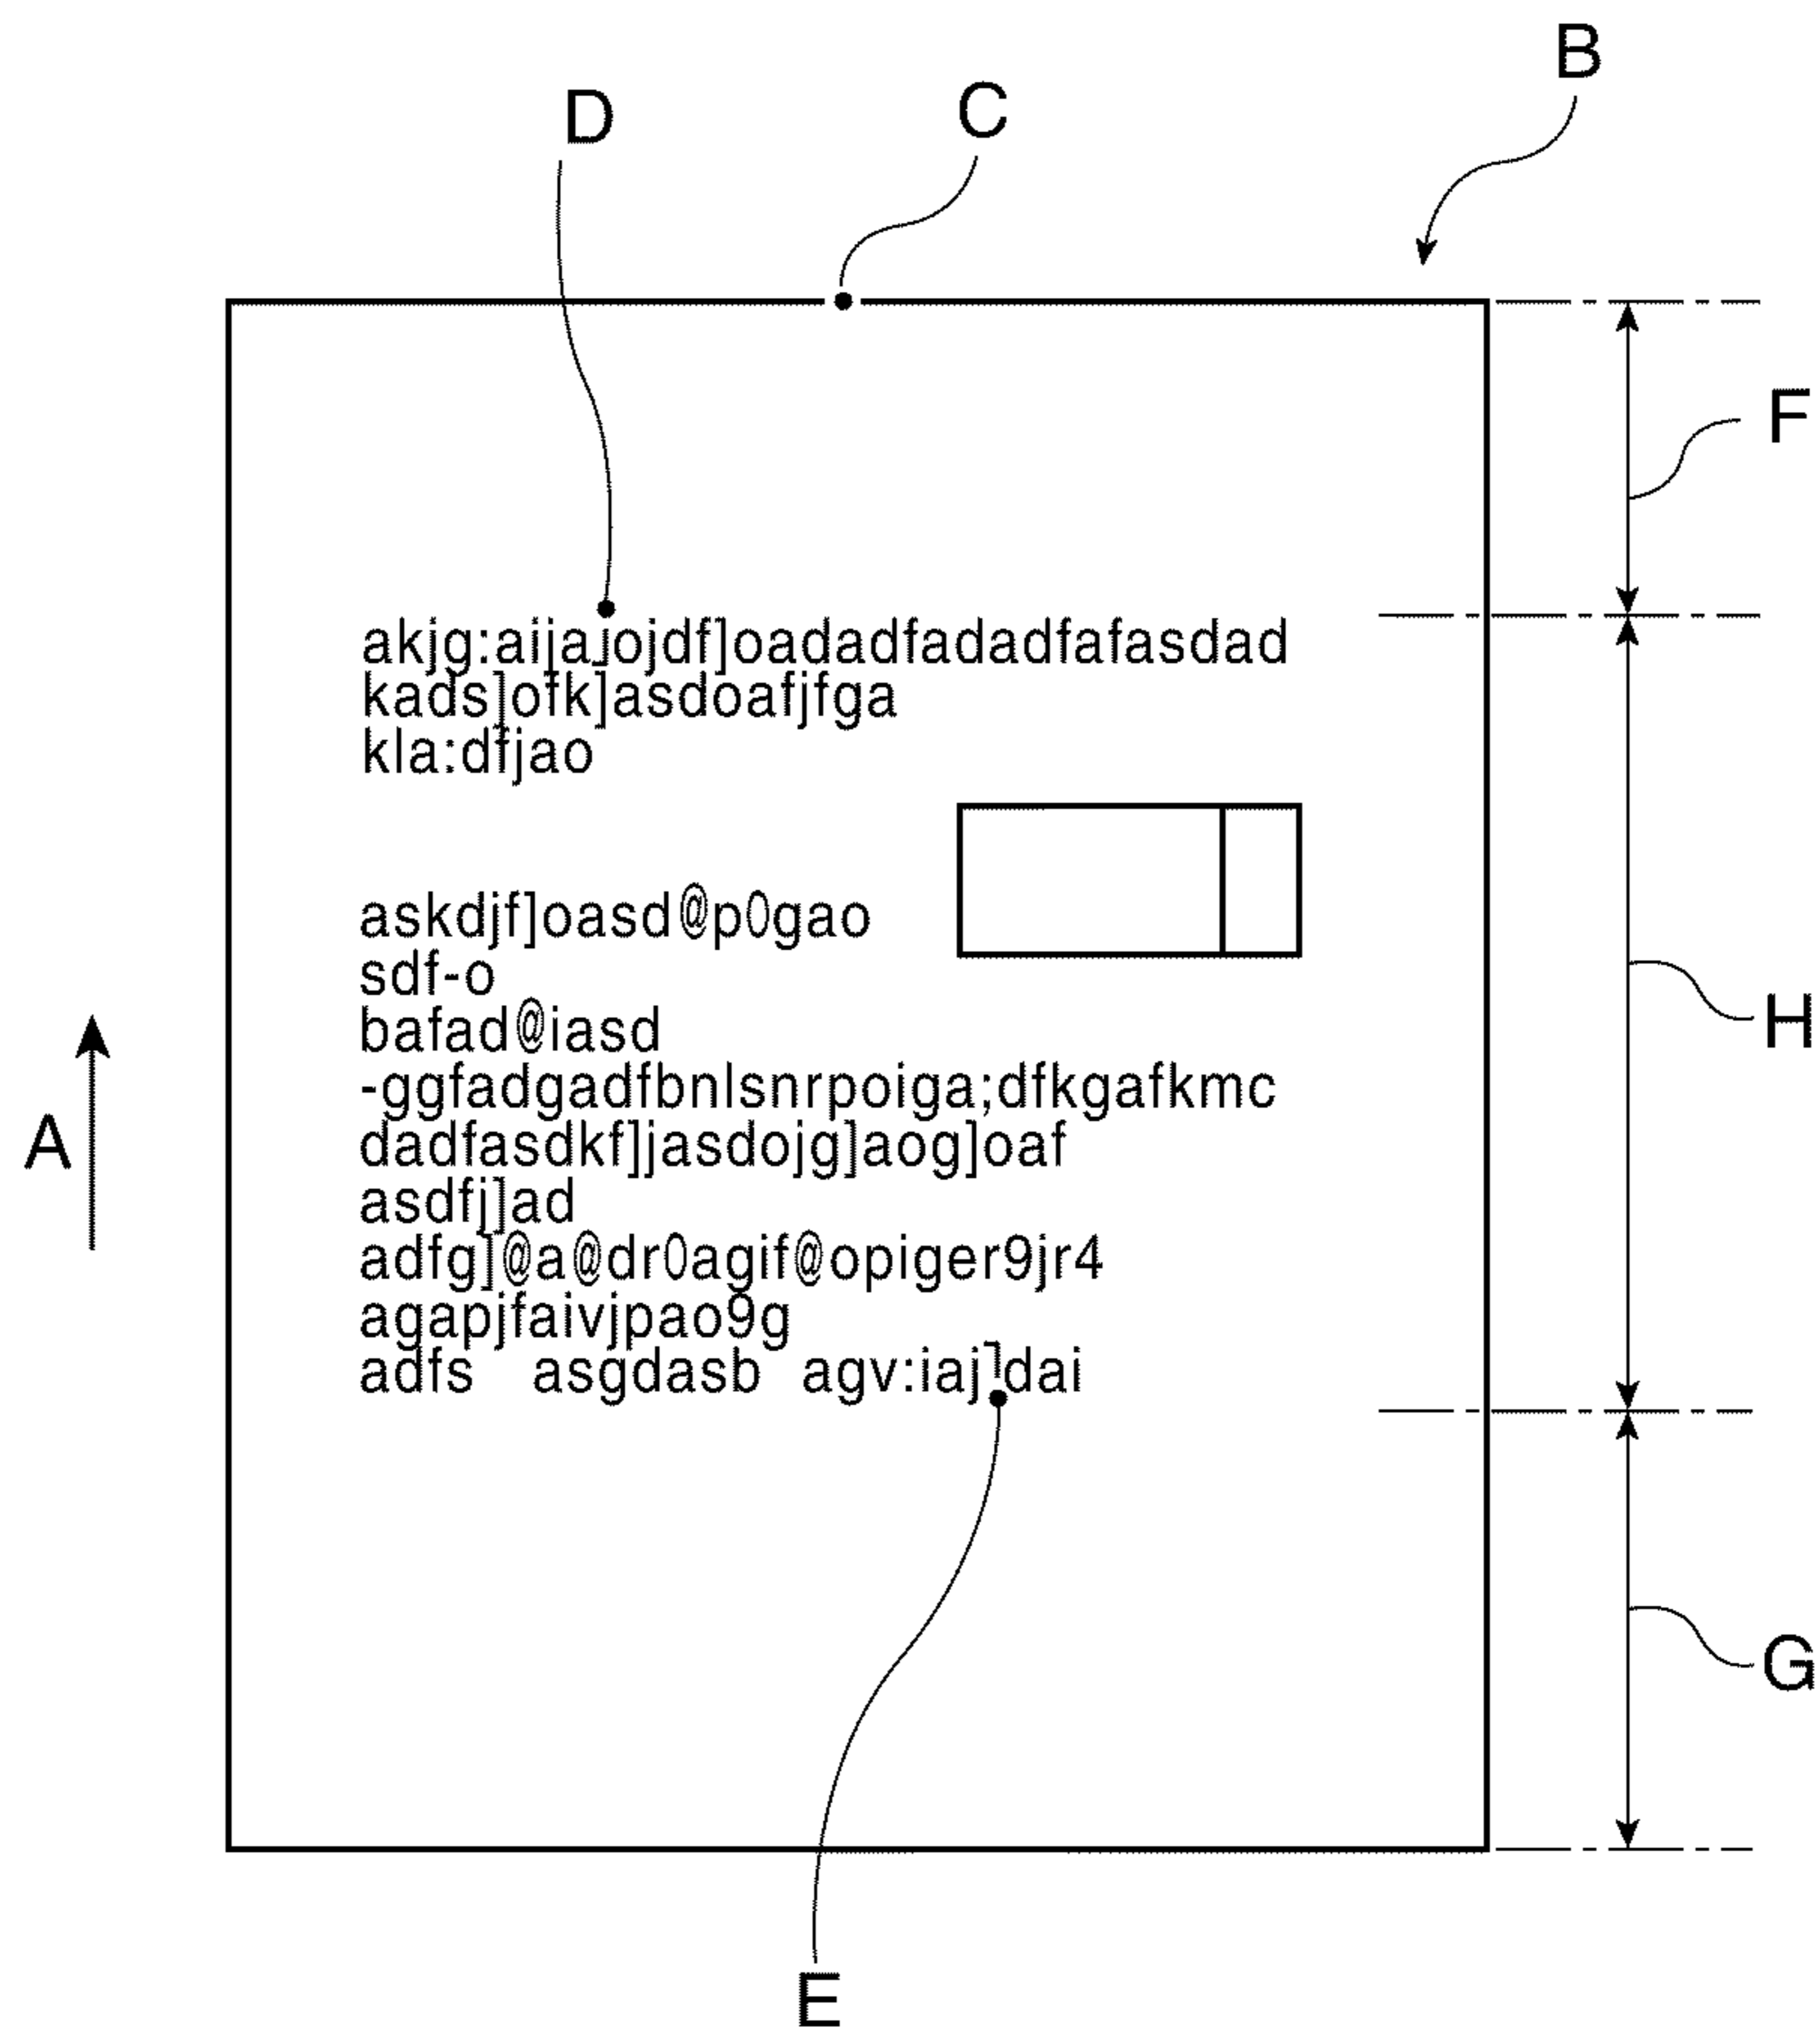 B
C
D
F
akjg:aijajojdf]oadadfadadfafasdad
kads]ofk]asdoafjfga
kla:dfjao
askdjf]oasd@p0gao
sdf-o
H
bafad@iasd
-ggfadgadfbnlsnrpoiga;dfkgafkmc
A
dadfasdkf]jasdojg]aog]oaf
asdfj]ad
adfg]@a@dr0agif@opiger9jr4
agapjfaivjpao9g
adfs asgdasb agv:iaj]dai
G
E